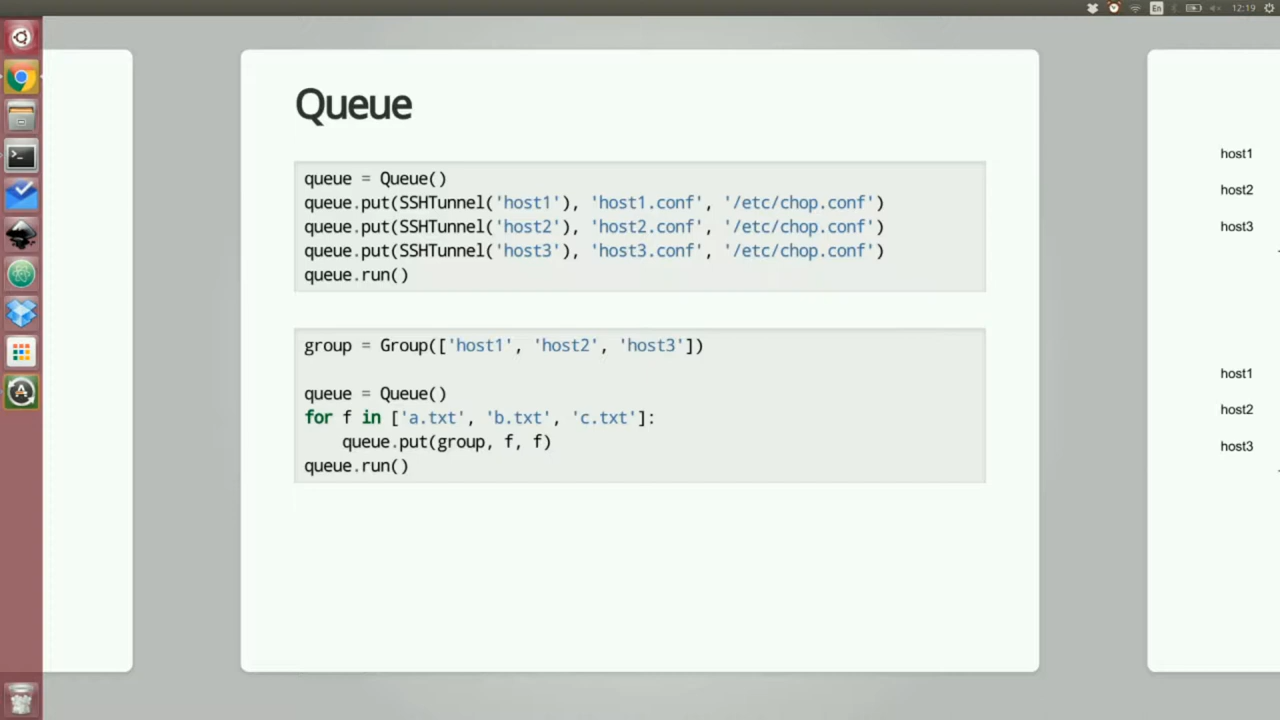 En
12:19
Queue
queue = Queue()
queue.put(SSHTunnel('host1'), 'host1.conf', '/etc/chop.conf')
queue.put(SSHTunnel('host2'), 'host2.conf', '/etc/chop.conf')
queue.put(SSHTunnel('host3'), 'host3.conf', '/etc/chop.conf')
queue.run()
group = Group(['host1', 'host2', 'host3'])
queue = Queue()
for f in ['a.txt', 'b.txt', 'c.txt']:
    queue.put(group, f, f)
queue.run()
host1
host2
host3
host1
host2
host3